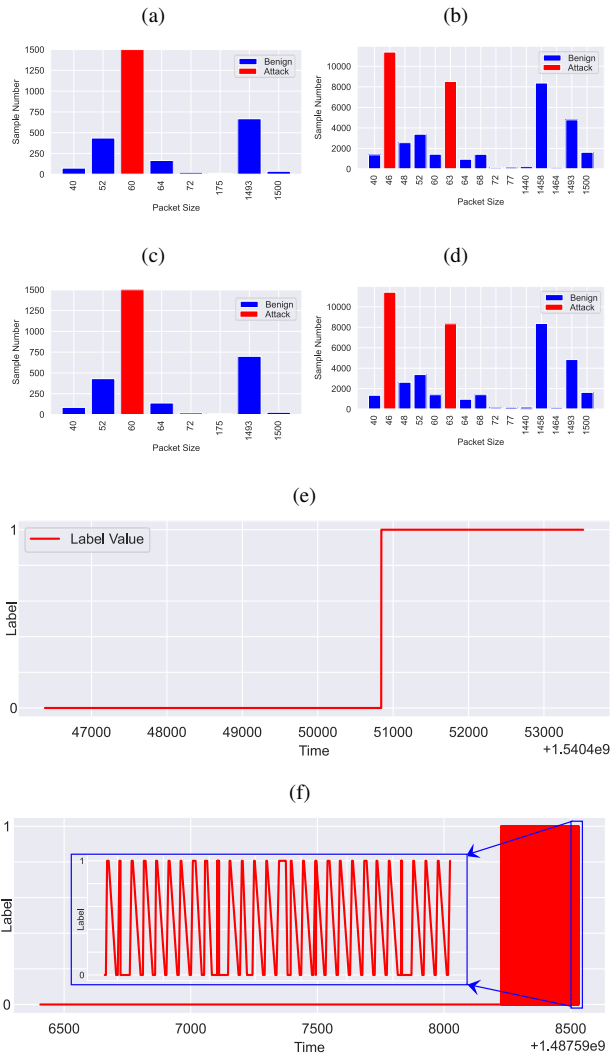 (a)
1500
1250
1000
750
500
250
0
Sample Number
Benign
Attack
40 52 60 64 72 175 1493 1500
Packet Size
(b)
10000
8000
6000
4000
2000
0
Sample Number
Benign
Attack
40 46 48 52 60 63 64 68 72 77 1440 1458 1464 1493 1500
Packet Size
(c)
1500
1250
1000
750
500
250
0
Sample Number
Benign
Attack
40 52 60 64 72 175 1493 1500
Packet Size
(d)
10000
8000
6000
4000
2000
0
Sample Number
Benign
Attack
40 46 48 52 60 63 64 68 72 77 1440 1458 1464 1493 1500
Packet Size
(e)
1
Label Value
Label
0
47000 48000 49000 50000 51000 52000 53000
Time
+1.5404e9
(f)
1
Label
0
1
Label
0
6500 7000 7500 8000 8500
Time
+1.48759e9